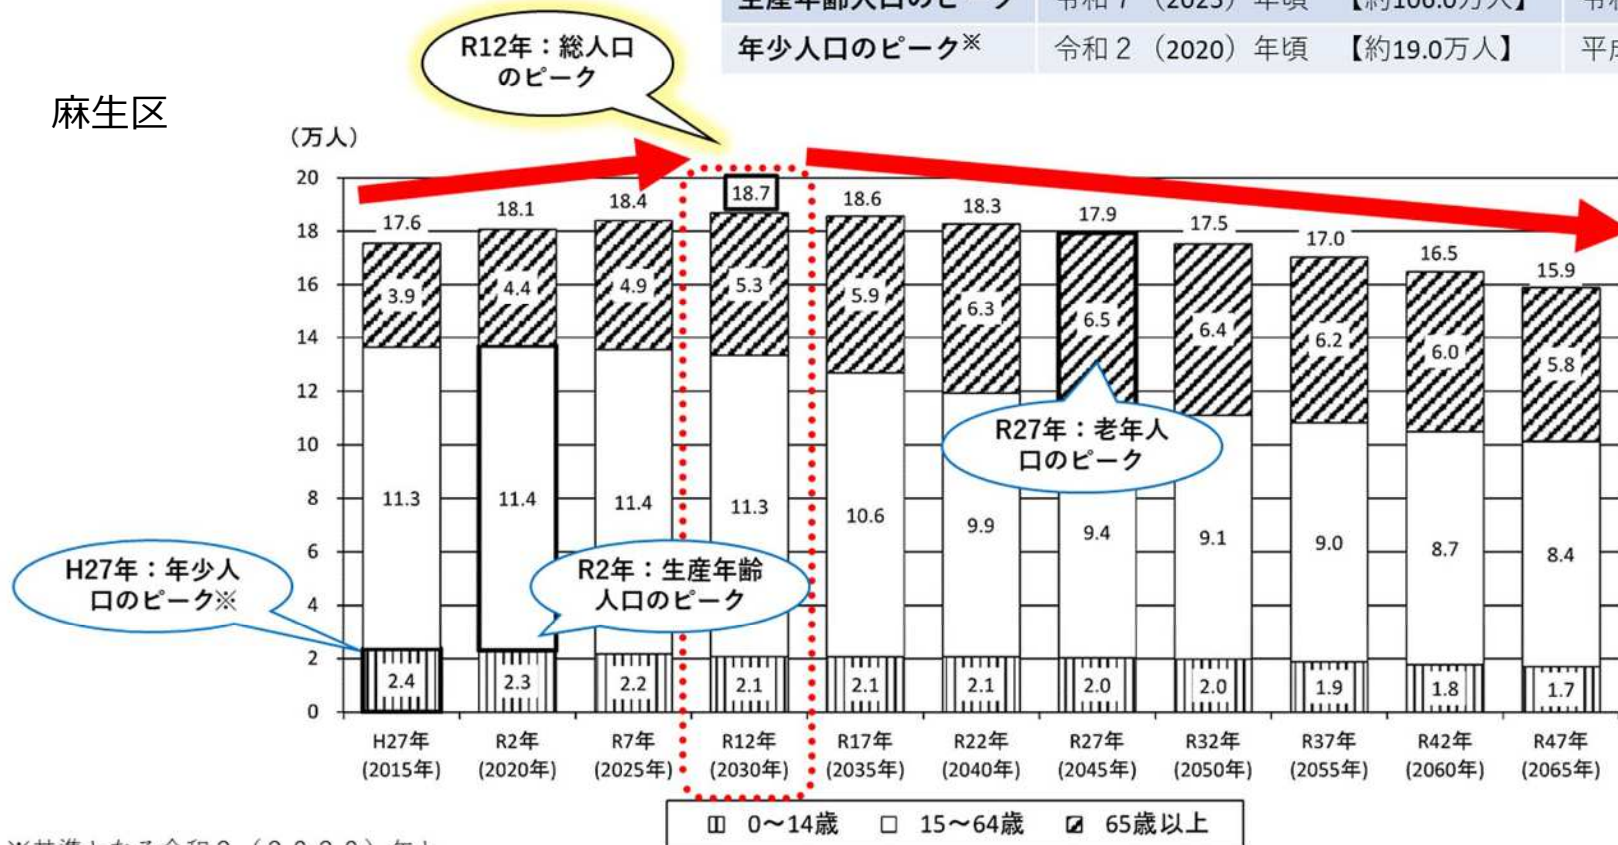 年少人口のピーク※ 令和２（2020）年頃 【約19.0万人】
R12年：総人口
のピーク
麻生区
（万人）
20
18
16
14
12
10
8
6
4
2
0
17.6 18.1 18.4 18.7 18.6 18.3 17.9 17.5 17.0 16.5 15.9
3.9 4.4 4.9 5.3 5.9 6.3 6.5 6.4 6.2 6.0 5.8
11.3 11.4 11.4 11.3 10.6 9.9 9.4 9.1 9.0 8.7 8.4
2.4 2.3 2.2 2.1 2.1 2.1 2.0 2.0 1.9 1.8 1.7
R27年：老年人
口のピーク
H27年：年少人
口のピーク※
R2年：生産年齢
人口のピーク
H27年 R2年 R7年 R12年 R17年 R22年 R27年 R32年 R37年 R42年 R47年
(2015年) (2020年) (2025年) (2030年) (2035年) (2040年) (2045年) (2050年) (2055年) (2060年) (2065年)
0～14歳 15～64歳 65歳以上